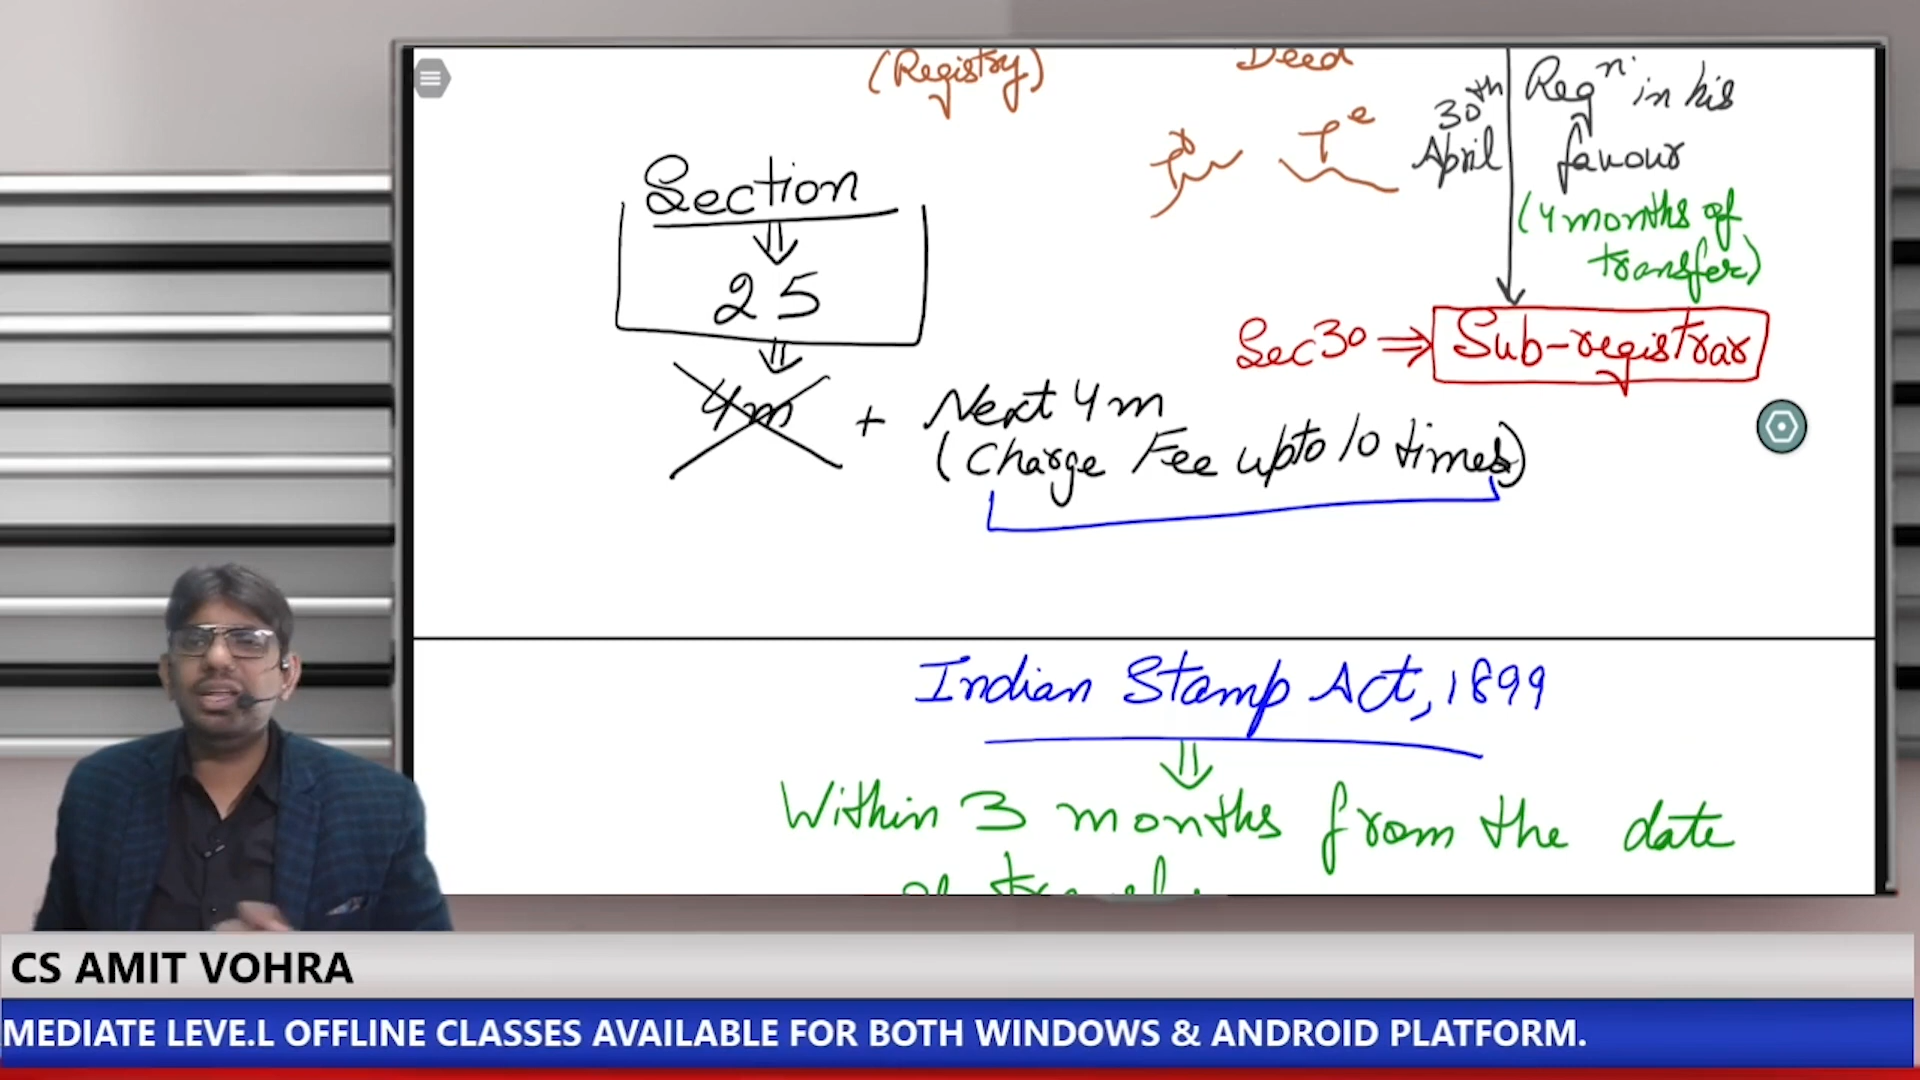 (Registry)
Deed
30th
April
Regn. in his
favour
(4 months of
transfer)
Section
25
Sec 30 ⇒ Sub-registrar
4m + Next 4m
(Charge Fee upto 10 times)
Indian Stamp Act, 1899
Within 3 months from the date
CS AMIT VOHRA
MEDIATE LEVE.L OFFLINE CLASSES AVAILABLE FOR BOTH WINDOWS & ANDROID PLATFORM.